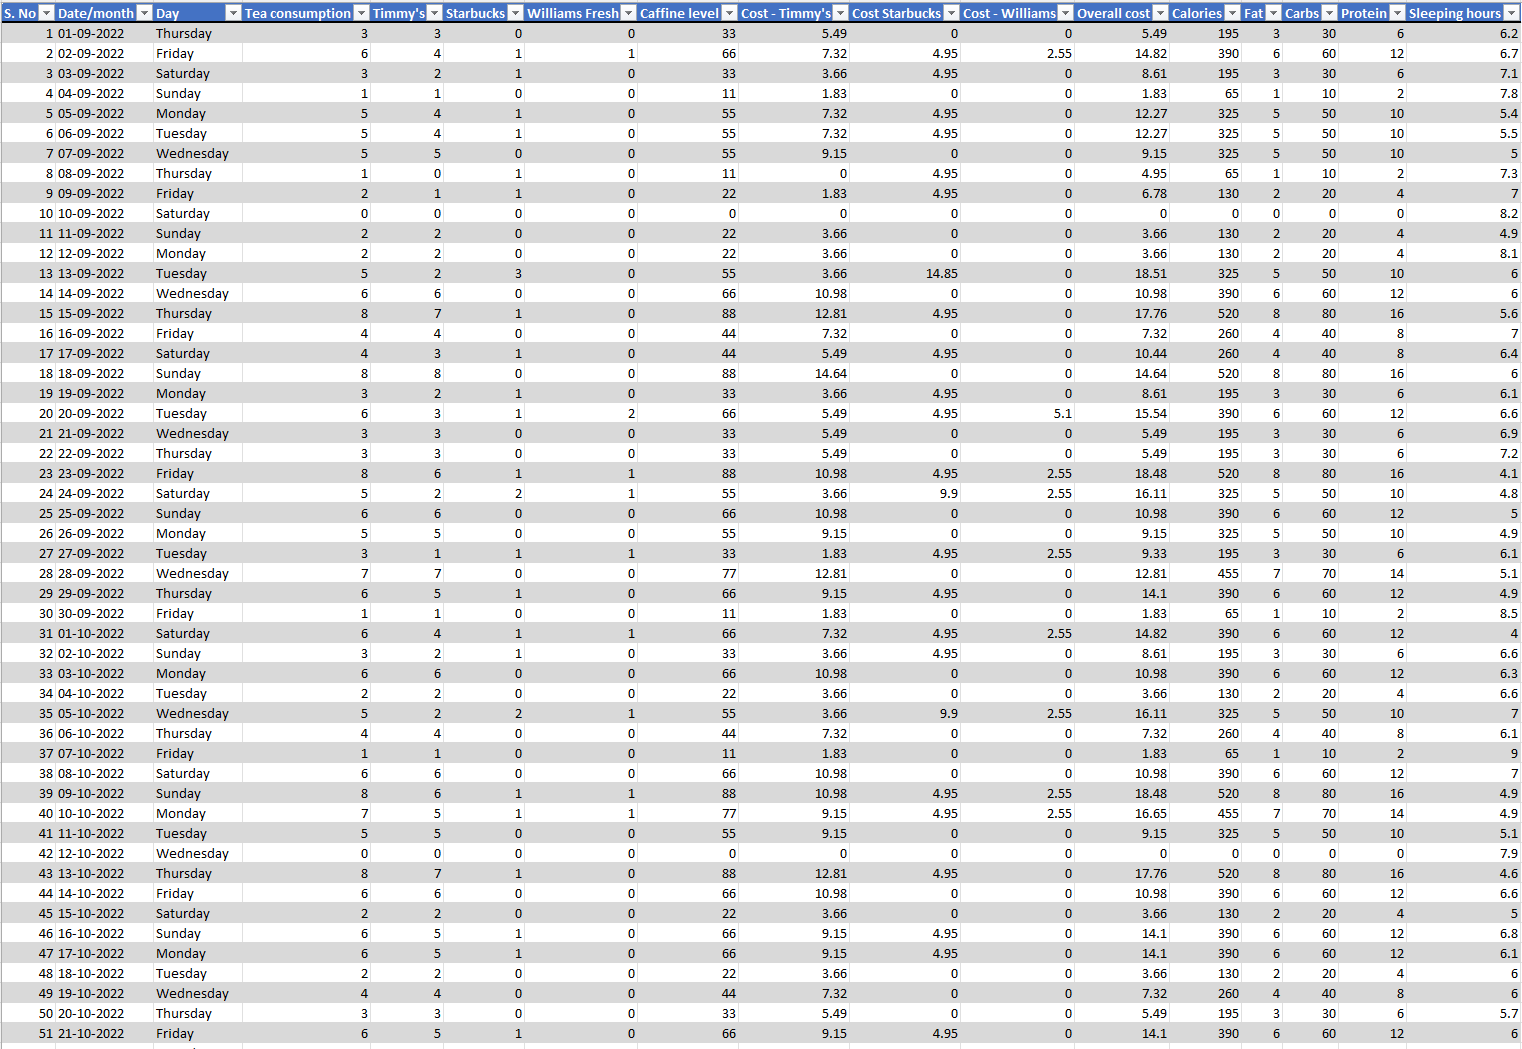 S. No Date/month Day Tea consumption Timmy's Starbucks Williams Fresh Caffine level Cost - Timmy's Cost Starbucks Cost - Williams Overall cost Calories Fat Carbs Protein Sleeping hours
1 01-09-2022 Thursday 3 3 0 0 33 5.49 0 0 5.49 195 3 30 6 6.2
2 02-09-2022 Friday 6 4 1 1 66 7.32 4.95 2.55 14.82 390 6 60 12 6.7
3 03-09-2022 Saturday 3 2 1 0 33 3.66 4.95 0 8.61 195 3 30 6 7.1
4 04-09-2022 Sunday 1 1 0 0 11 1.83 0 0 1.83 65 1 10 2 7.8
5 05-09-2022 Monday 5 4 1 0 55 7.32 4.95 0 12.27 325 5 50 10 5.4
6 06-09-2022 Tuesday 5 4 1 0 55 7.32 4.95 0 12.27 325 5 50 10 5.5
7 07-09-2022 Wednesday 5 5 0 0 55 9.15 0 0 9.15 325 5 50 10 5
8 08-09-2022 Thursday 1 0 1 0 11 0 4.95 0 4.95 65 1 10 2 7.3
9 09-09-2022 Friday 2 1 1 0 22 1.83 4.95 0 6.78 130 2 20 4 7
10 10-09-2022 Saturday 0 0 0 0 0 0 0 0 0 0 0 0 0 8.2
11 11-09-2022 Sunday 2 2 0 0 22 3.66 0 0 3.66 130 2 20 4 4.9
12 12-09-2022 Monday 2 2 0 0 22 3.66 0 0 3.66 130 2 20 4 8.1
13 13-09-2022 Tuesday 5 2 3 0 55 3.66 14.85 0 18.51 325 5 50 10 6
14 14-09-2022 Wednesday 6 6 0 0 66 10.98 0 0 10.98 390 6 60 12 6
15 15-09-2022 Thursday 8 7 1 0 88 12.81 4.95 0 17.76 520 8 80 16 5.6
16 16-09-2022 Friday 4 4 0 0 44 7.32 0 0 7.32 260 4 40 8 7
17 17-09-2022 Saturday 4 3 1 0 44 5.49 4.95 0 10.44 260 4 40 8 6.4
18 18-09-2022 Sunday 8 8 0 0 88 14.64 0 0 14.64 520 8 80 16 6
19 19-09-2022 Monday 3 2 1 0 33 3.66 4.95 0 8.61 195 3 30 6 6.1
20 20-09-2022 Tuesday 6 3 1 2 66 5.49 4.95 5.1 15.54 390 6 60 12 6.6
21 21-09-2022 Wednesday 3 3 0 0 33 5.49 0 0 5.49 195 3 30 6 6.9
22 22-09-2022 Thursday 3 3 0 0 33 5.49 0 0 5.49 195 3 30 6 7.2
23 23-09-2022 Friday 8 6 1 1 88 10.98 4.95 2.55 18.48 520 8 80 16 4.1
24 24-09-2022 Saturday 5 2 2 1 55 3.66 9.9 2.55 16.11 325 5 50 10 4.8
25 25-09-2022 Sunday 6 6 0 0 66 10.98 0 0 10.98 390 6 60 12 5
26 26-09-2022 Monday 5 5 0 0 55 9.15 0 0 9.15 325 5 50 10 4.9
27 27-09-2022 Tuesday 3 1 1 1 33 1.83 4.95 2.55 9.33 195 3 30 6 6.1
28 28-09-2022 Wednesday 7 7 0 0 77 12.81 0 0 12.81 455 7 70 14 5.1
29 29-09-2022 Thursday 6 5 1 0 66 9.15 4.95 0 14.1 390 6 60 12 4.9
30 30-09-2022 Friday 1 1 0 0 11 1.83 0 0 1.83 65 1 10 2 8.5
31 01-10-2022 Saturday 6 4 1 1 66 7.32 4.95 2.55 14.82 390 6 60 12 4
32 02-10-2022 Sunday 3 2 1 0 33 3.66 4.95 0 8.61 195 3 30 6 6.6
33 03-10-2022 Monday 6 6 0 0 66 10.98 0 0 10.98 390 6 60 12 6.3
34 04-10-2022 Tuesday 2 2 0 0 22 3.66 0 0 3.66 130 2 20 4 6.6
35 05-10-2022 Wednesday 5 2 2 1 55 3.66 9.9 2.55 16.11 325 5 50 10 7
36 06-10-2022 Thursday 4 4 0 0 44 7.32 0 0 7.32 260 4 40 8 6.1
37 07-10-2022 Friday 1 1 0 0 11 1.83 0 0 1.83 65 1 10 2 9
38 08-10-2022 Saturday 6 6 0 0 66 10.98 0 0 10.98 390 6 60 12 7
39 09-10-2022 Sunday 8 6 1 1 88 10.98 4.95 2.55 18.48 520 8 80 16 4.9
40 10-10-2022 Monday 7 5 1 1 77 9.15 4.95 2.55 16.65 455 7 70 14 4.9
41 11-10-2022 Tuesday 5 5 0 0 55 9.15 0 0 9.15 325 5 50 10 5.1
42 12-10-2022 Wednesday 0 0 0 0 0 0 0 0 0 0 0 0 0 7.9
43 13-10-2022 Thursday 8 7 1 0 88 12.81 4.95 0 17.76 520 8 80 16 4.6
44 14-10-2022 Friday 6 6 0 0 66 10.98 0 0 10.98 390 6 60 12 6.6
45 15-10-2022 Saturday 2 2 0 0 22 3.66 0 0 3.66 130 2 20 4 5
46 16-10-2022 Sunday 6 5 1 0 66 9.15 4.95 0 14.1 390 6 60 12 6.8
47 17-10-2022 Monday 6 5 1 0 66 9.15 4.95 0 14.1 390 6 60 12 6.1
48 18-10-2022 Tuesday 2 2 0 0 22 3.66 0 0 3.66 130 2 20 4 6
49 19-10-2022 Wednesday 4 4 0 0 44 7.32 0 0 7.32 260 4 40 8 6
50 20-10-2022 Thursday 3 3 0 0 33 5.49 0 0 5.49 195 3 30 6 5.7
51 21-10-2022 Friday 6 5 1 0 66 9.15 4.95 0 14.1 390 6 60 12 6